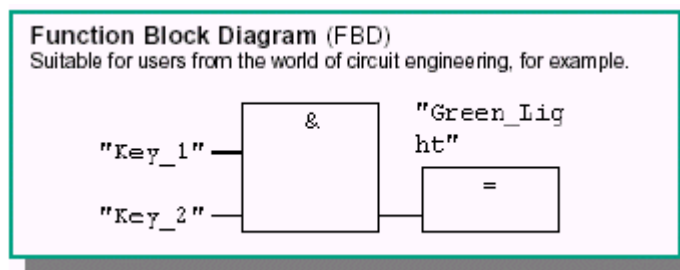 Function Block Diagram (FBD)
Suitable for users from the world of circuit engineering, for example.
&
"Green_Lig
ht"
"Key_1"
=
"Key_2"